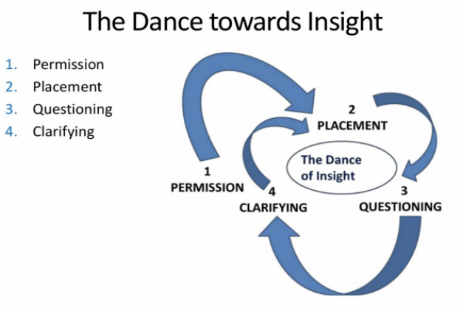 The Dance towards Insight
1. Permission
2. Placement
3. Questioning
4. Clarifying
1
PERMISSION
2
PLACEMENT
The Dance
of Insight
3
QUESTIONING
4
CLARIFYING